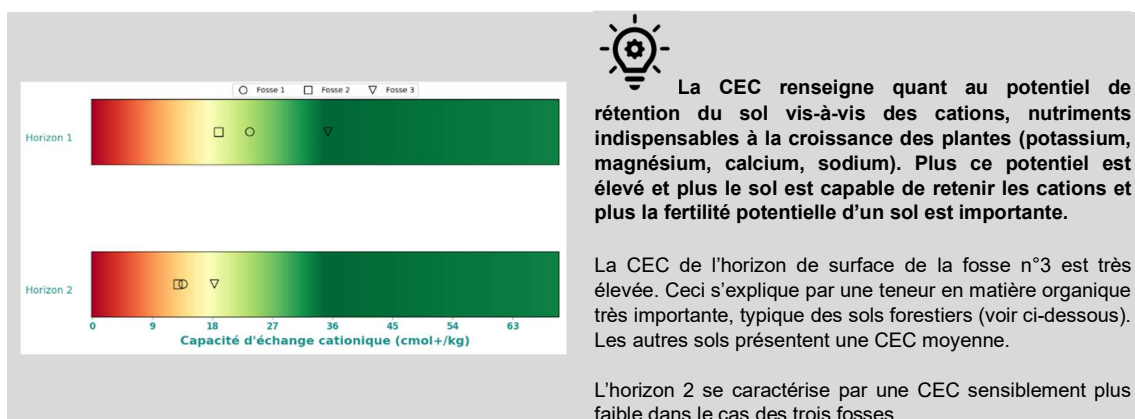 Fosse 1 Fosse 2 Fosse 3
Horizon 1
Horizon 2
0 9 18 27 36 45 54 63
Capacité d'échange cationique (cmol+/kg)
La CEC renseigne quant au potentiel de
rétention du sol vis-à-vis des cations, nutriments
indispensables à la croissance des plantes (potassium,
magnésium, calcium, sodium). Plus ce potentiel est
élevé et plus le sol est capable de retenir les cations et
plus la fertilité potentielle d’un sol est importante.
La CEC de l’horizon de surface de la fosse n°3 est très
élevée. Ceci s’explique par une teneur en matière organique
très importante, typique des sols forestiers (voir ci-dessous).
Les autres sols présentent une CEC moyenne.
L’horizon 2 se caractérise par une CEC sensiblement plus
faible dans le cas des trois fosses